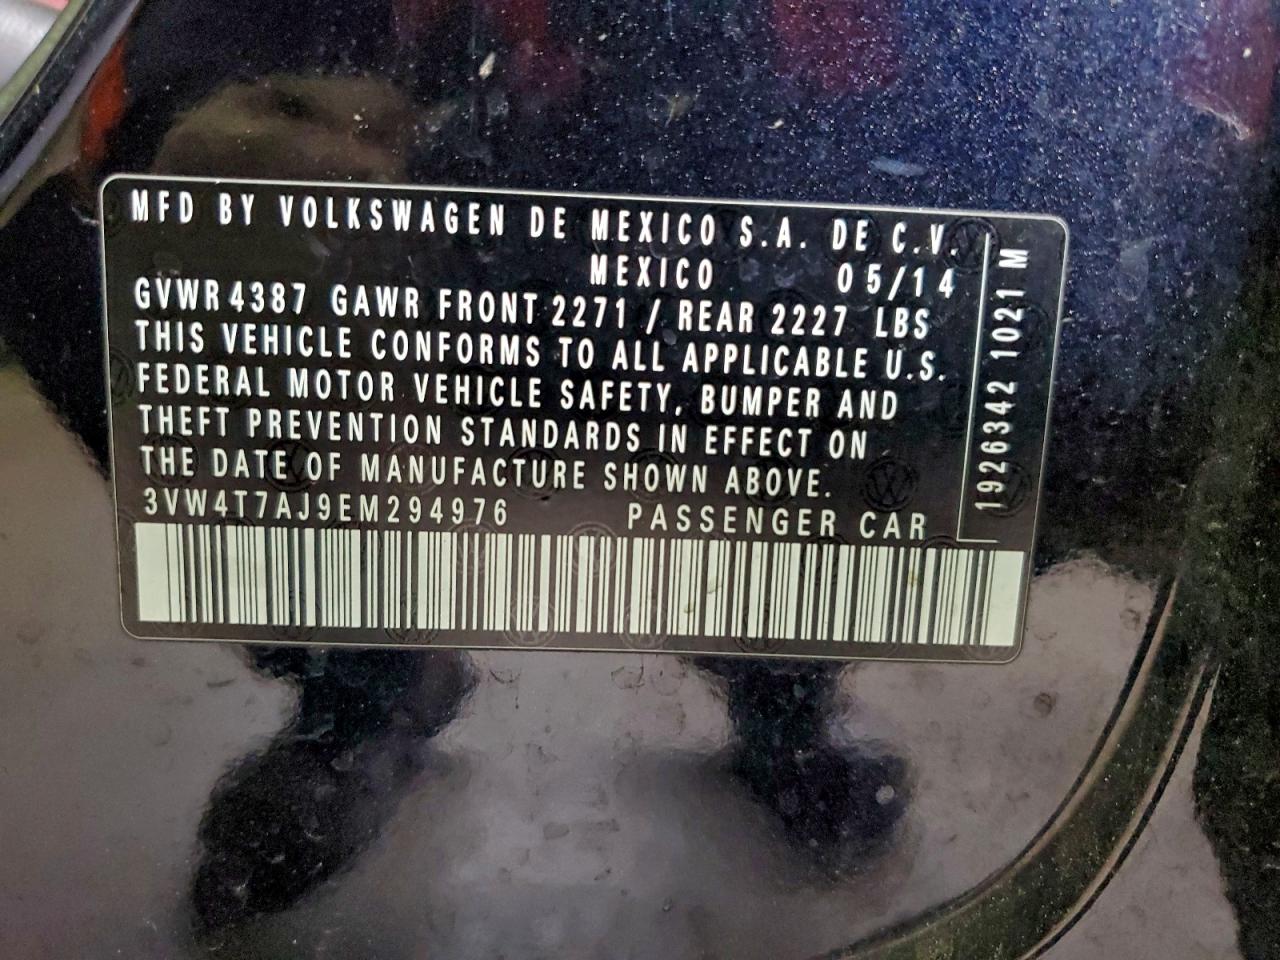 MFD BY VOLKSWAGEN DE MEXICO S.A. DE C.V.
MEXICO 05/14
GVWR 4387 GAWR FRONT 2271 / REAR 2227 LBS
THIS VEHICLE CONFORMS TO ALL APPLICABLE U.S.
FEDERAL MOTOR VEHICLE SAFETY, BUMPER AND
THEFT PREVENTION STANDARDS IN EFFECT ON
THE DATE OF MANUFACTURE SHOWN ABOVE.
3VW4T7AJ9EM294976 PASSENGER CAR
1926342 1021 M